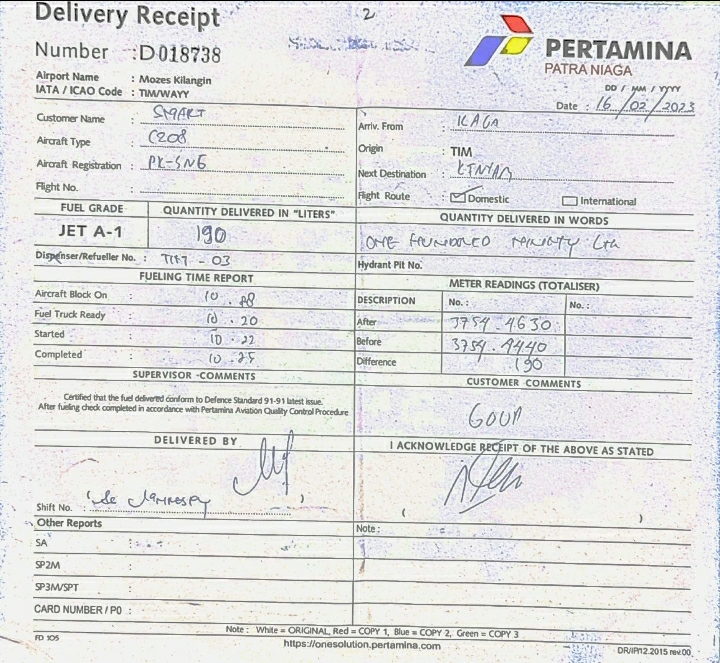 Delivery Receipt
2
Number : D018738
PERTAMINA
PATRA NIAGA
Airport Name : Mozes Kilangin
IATA / ICAO Code : TIM/WAYY
DD / MM / YYYY
Date : 16 / 02 / 2023
Customer Name : SMART
Aircraft Type : C208
Aircraft Registration : PK-SNE
Flight No. :
Arriv. From : ILAGA
Origin : TIM
Next Destination :
Flight Route Domestic International
FUEL GRADE QUANTITY DELIVERED IN "LITERS"
JET A-1 190
QUANTITY DELIVERED IN WORDS
ONE HUNDRED NINETY Ltr
Dispenser/Refueller No. : TIM - 03
Hydrant Pit No.
FUELING TIME REPORT
Aircraft Block On 10 . 18
Fuel Truck Ready 10 . 20
Started 10 . 22
Completed 10 . 25
METER READINGS (TOTALISER)
DESCRIPTION No. : No. :
After 3754.4630
Before 3754.4440
Difference 190
SUPERVISOR -COMMENTS
Certified that the fuel delivered conform to Defence Standard 91-91 latest issue.
After fueling check completed in accordance with Pertamina Aviation Quality Control Procedure
CUSTOMER COMMENTS
GOOD
DELIVERED BY
Shift No. : ( )
I ACKNOWLEDGE RECEIPT OF THE ABOVE AS STATED
( )
Other Reports
SA :
SP2M :
SP3M/SPT :
CARD NUMBER / PO :
Note :
Note : White = ORIGINAL, Red = COPY 1, Blue = COPY 2, Green = COPY 3
FD 105
https://onesolution.pertamina.com
DR/IP/12.2015 rev.00